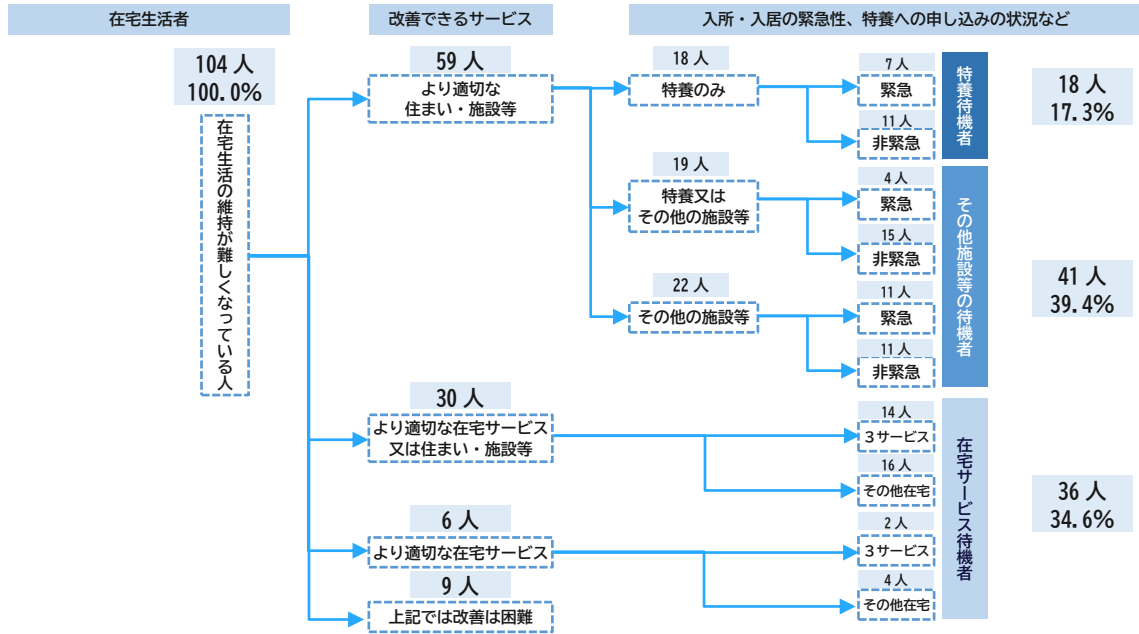 在宅生活者
改善できるサービス
入所・入居の緊急性、特養への申し込みの状況など
104 人
100.0%
在宅生活の維持が難しくなっている人
59 人
より適切な
住まい・施設等
18 人
特養のみ
7 人
緊急
11 人
非緊急
特養待機者
18 人
17.3%
19 人
特養又は
その他の施設等
4 人
緊急
15 人
非緊急
22 人
その他の施設等
11 人
緊急
11 人
非緊急
その他施設等の待機者
41 人
39.4%
30 人
より適切な在宅サービス
又は住まい・施設等
14 人
3サービス
16 人
その他在宅
6 人
より適切な在宅サービス
2 人
3サービス
4 人
その他在宅
在宅サービス待機者
36 人
34.6%
9 人
上記では改善は困難